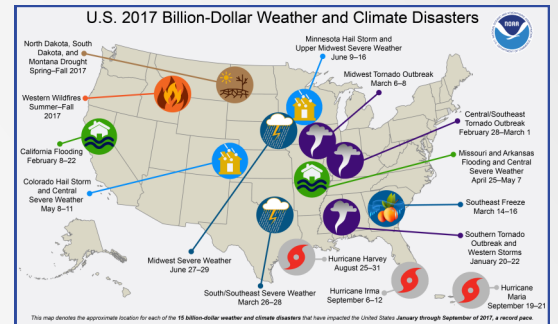 U.S. 2017 Billion-Dollar Weather and Climate Disasters
NOAA
North Dakota, South
Dakota, and
Montana Drought
Spring–Fall 2017
Minnesota Hail Storm and
Upper Midwest Severe Weather
June 9–16
Midwest Tornado Outbreak
March 6–8
Western Wildfires
Summer–Fall
2017
Central/Southeast
Tornado Outbreak
February 28–March 1
California Flooding
February 8–22
Missouri and Arkansas
Flooding and Central
Severe Weather
April 25–May 7
Colorado Hail Storm
and Central
Severe Weather
May 8–11
Southeast Freeze
March 14–16
Southern Tornado
Outbreak and
Western Storms
January 20–22
Midwest Severe Weather
June 27–29
Hurricane Harvey
August 25–31
South/Southeast Severe Weather
March 26–28
Hurricane Irma
September 6–12
Hurricane
Maria
September 19–21
This map denotes the approximate location for each of the 15 billion-dollar weather and climate disasters that have impacted the United States January through September of 2017, a record pace.